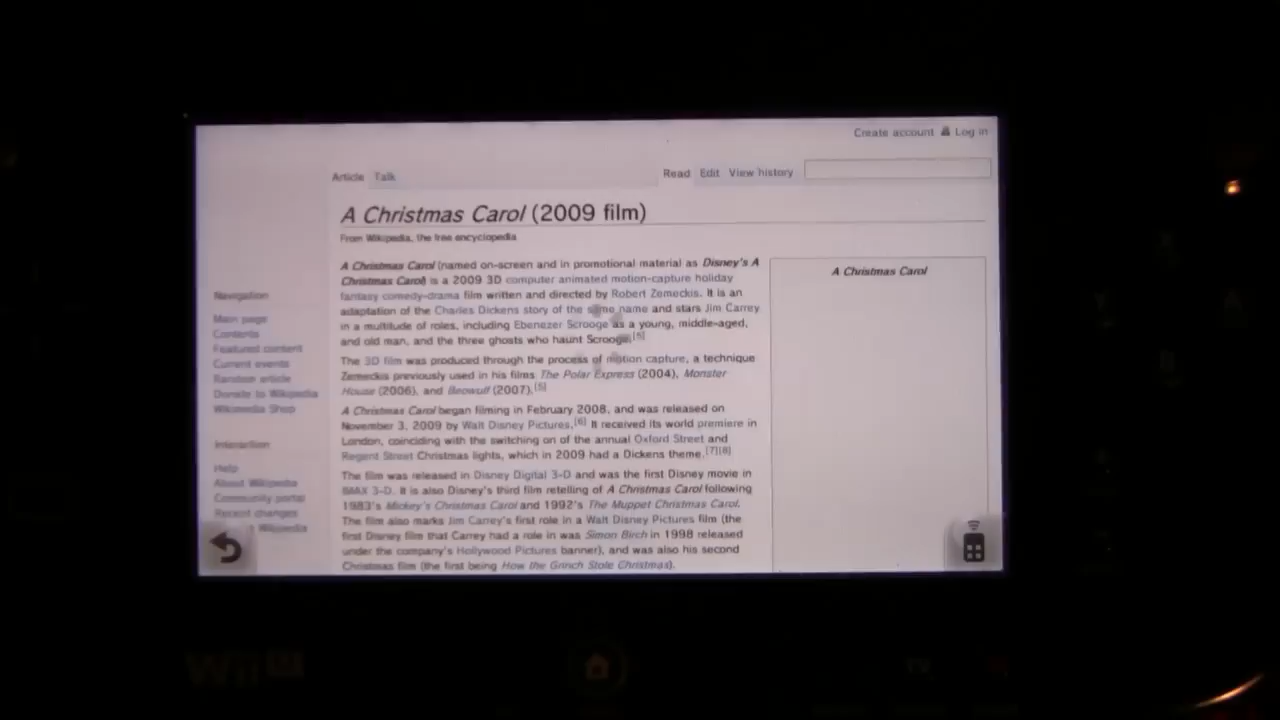 Create account Log in
Article Talk
Read Edit View history
A Christmas Carol (2009 film)
From Wikipedia, the free encyclopedia
A Christmas Carol (named on-screen and in promotional material as Disney's A
Christmas Carol) is a 2009 3D computer animated motion-capture holiday
fantasy comedy-drama film written and directed by Robert Zemeckis. It is an
adaptation of the Charles Dickens story of the same name and stars Jim Carrey
in a multitude of roles, including Ebenezer Scrooge as a young, middle-aged,
and old man, and the three ghosts who haunt Scrooge.[5]
The 3D film was produced through the process of motion capture, a technique
Zemeckis previously used in his films The Polar Express (2004), Monster
House (2006), and Beowulf (2007).[5]
A Christmas Carol began filming in February 2008, and was released on
November 3, 2009 by Walt Disney Pictures.[6] It received its world premiere in
London, coinciding with the switching on of the annual Oxford Street and
Regent Street Christmas lights, which in 2009 had a Dickens theme.[7][8]
The film was released in Disney Digital 3-D and was the first Disney movie in
IMAX 3-D. It is also Disney's third film retelling of A Christmas Carol following
1983's Mickey's Christmas Carol and 1992's The Muppet Christmas Carol.
The film also marks Jim Carrey's first role in a Walt Disney Pictures film (the
first Disney film that Carrey had a role in was Simon Birch in 1998 released
under the company's Hollywood Pictures banner), and was also his second
Christmas film (the first being How the Grinch Stole Christmas).
A Christmas Carol
Navigation
Main page
Contents
Featured content
Current events
Random article
Donate to Wikipedia
Wikimedia Shop
Interaction
Help
About Wikipedia
Community portal
Recent changes
Wikipedia
Wii U
TV